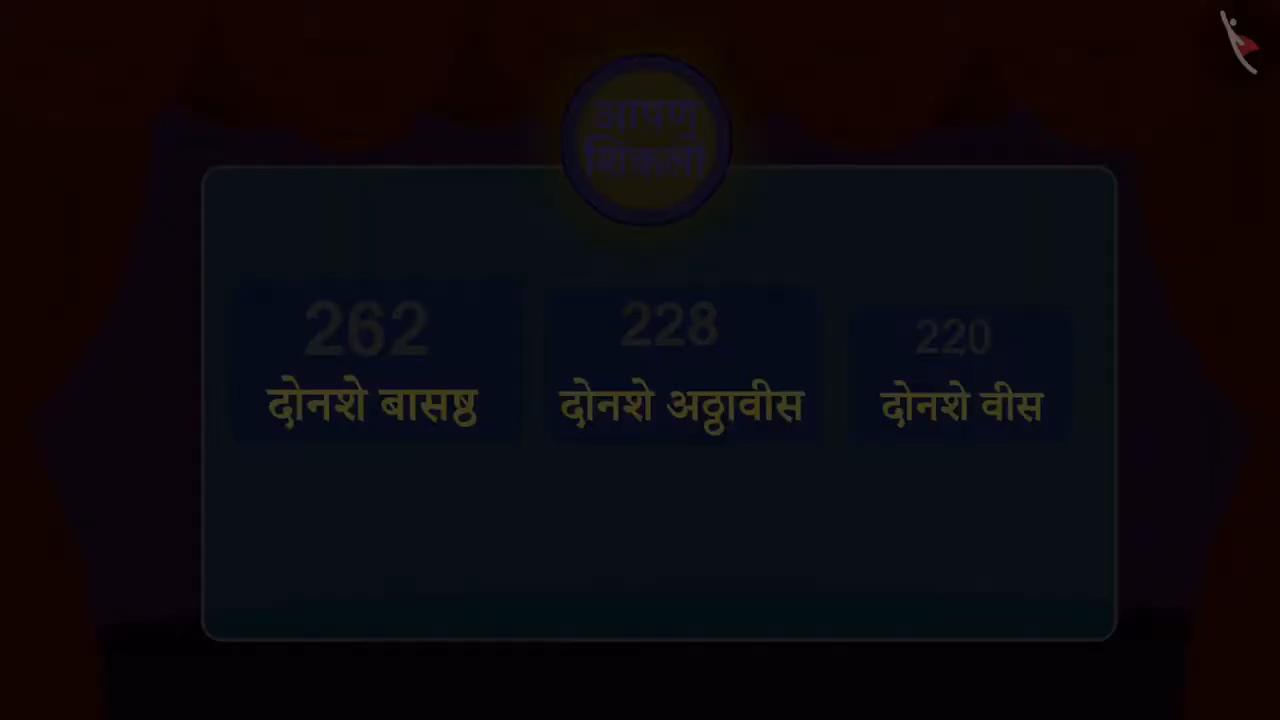 आपण
शिकलो
262
228
220
दोनशे बासष्ठ
दोनशे अठ्ठावीस
दोनशे वीस